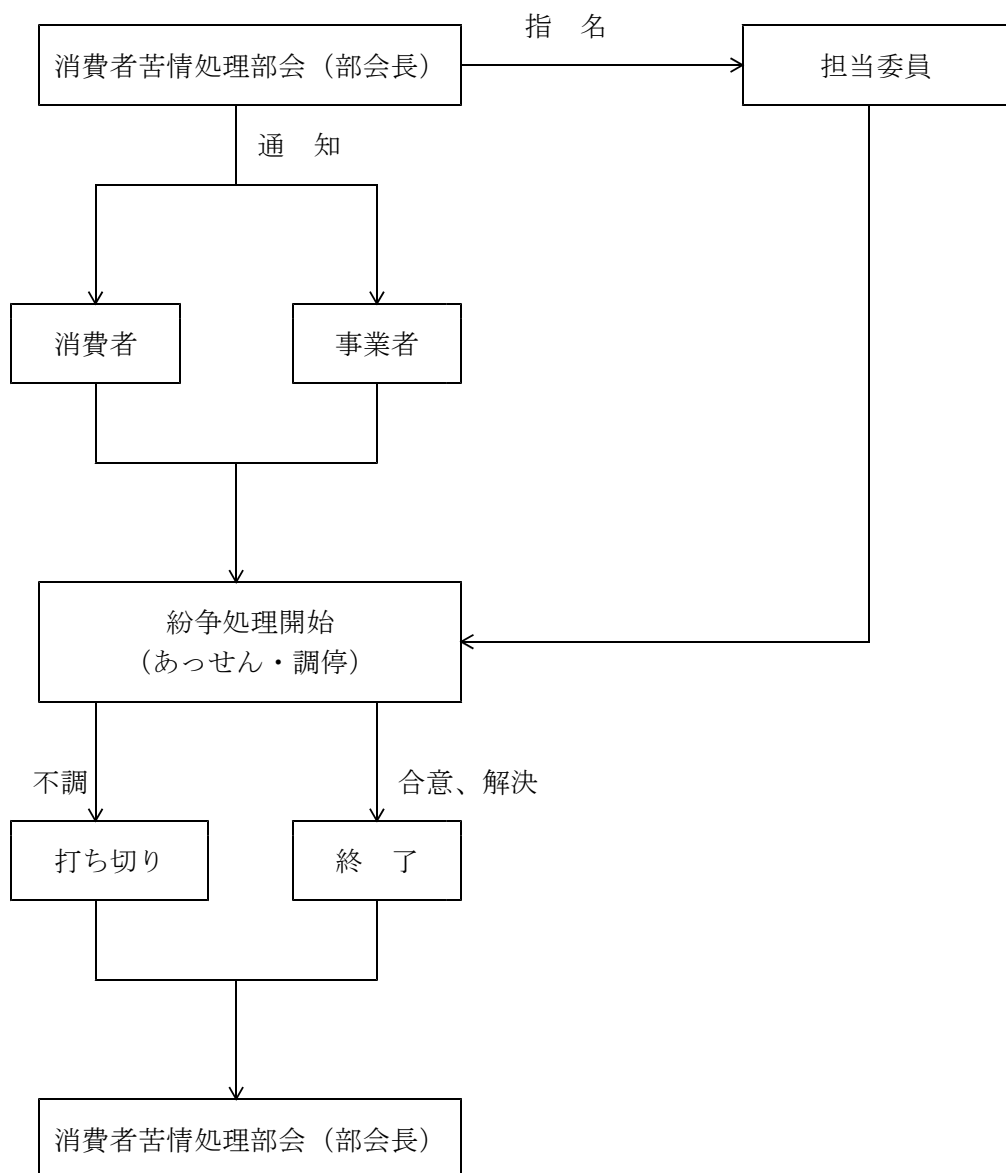 指　名
消費者苦情処理部会（部会長）
担当委員
通　知
消費者
事業者
紛争処理開始
（あっせん・調停）
不調
合意、解決
打ち切り
終　了
消費者苦情処理部会（部会長）